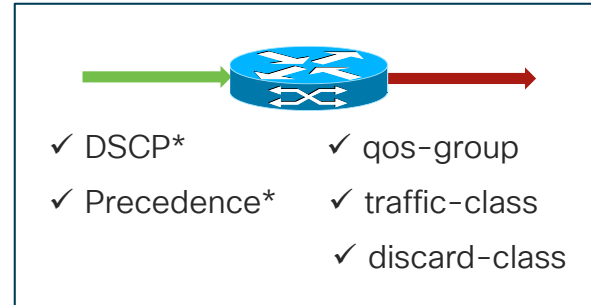 ✓ DSCP*
✓ Precedence*
✓ qos-group
✓ traffic-class
✓ discard-class